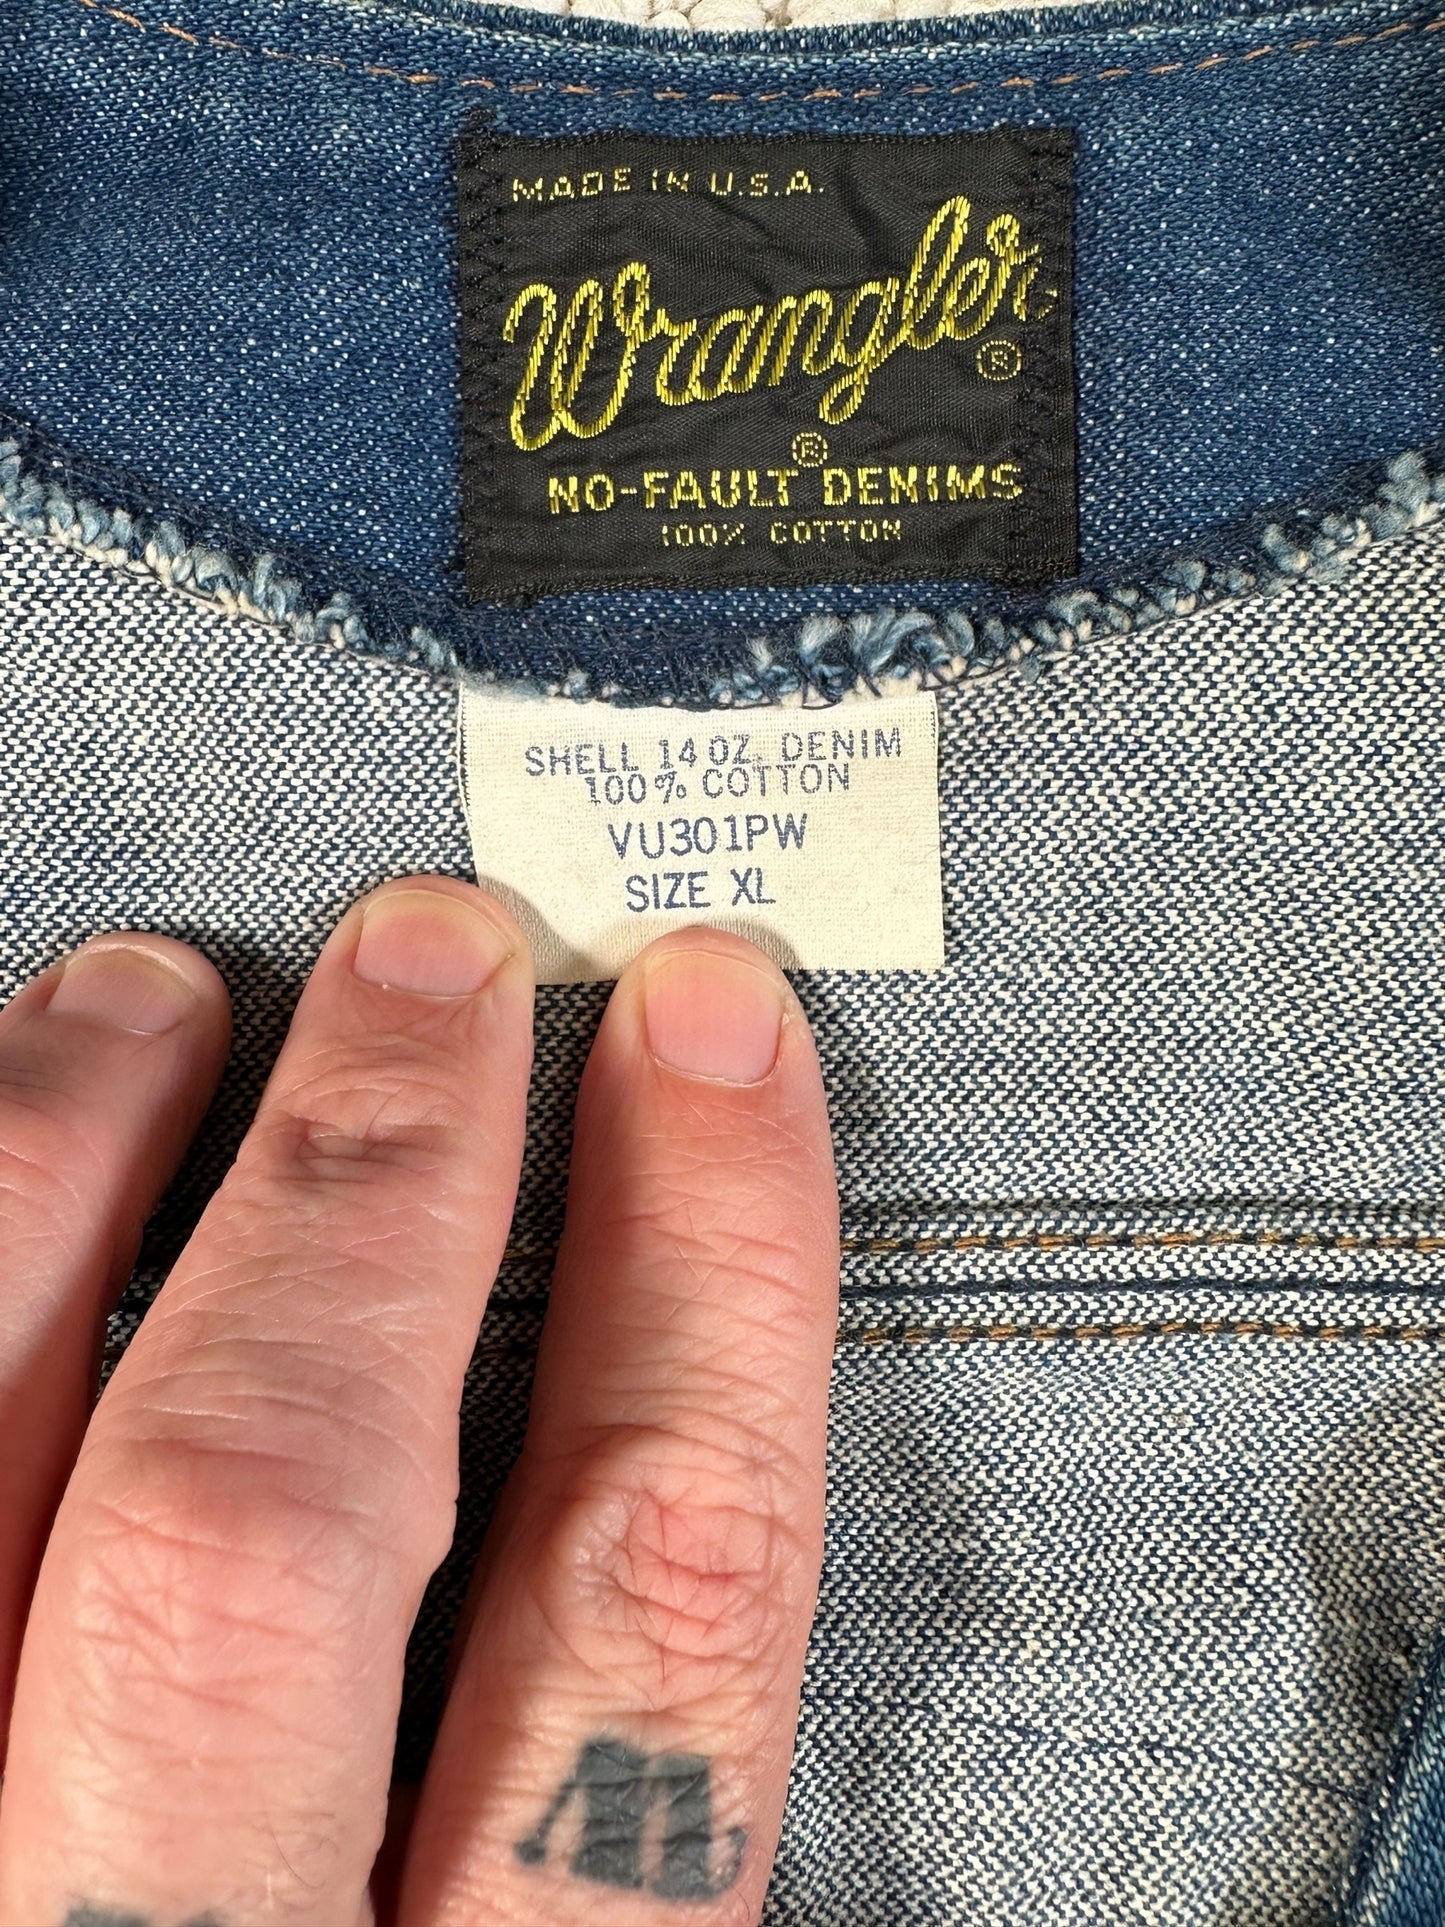 MADE IN U.S.A.
Wrangler®
®
NO-FAULT DENIMS
100% COTTON
SHELL 14 OZ. DENIM
100% COTTON
VU301PW
SIZE XL